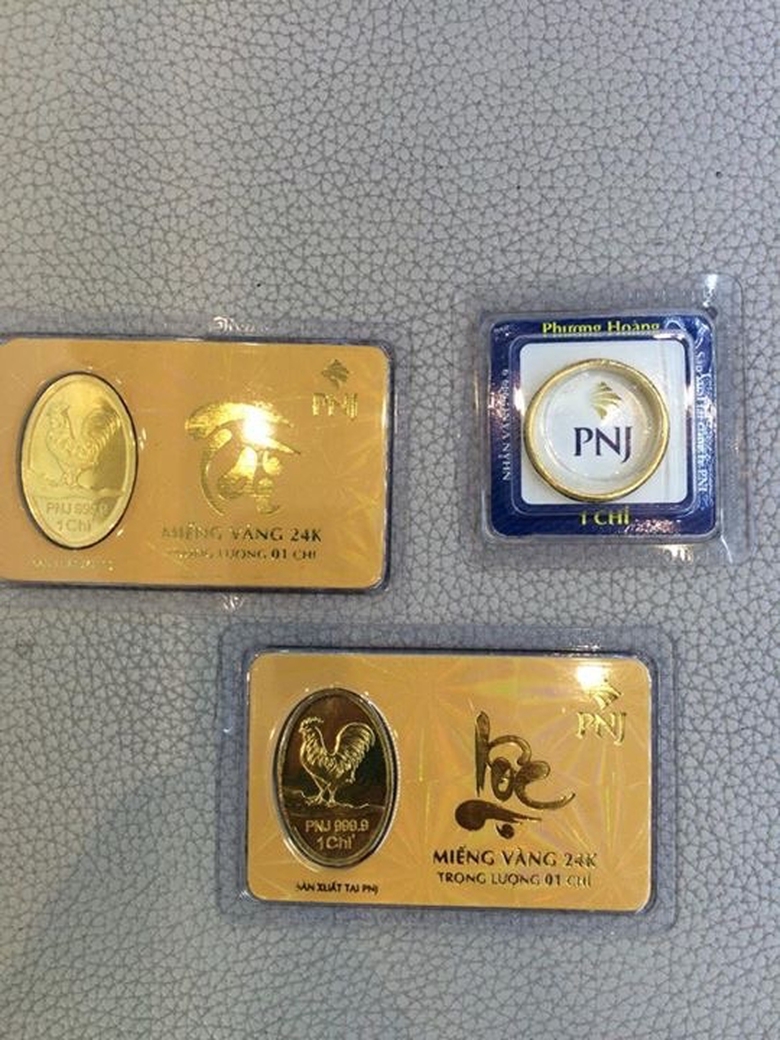 PNJ
PNJ 999.9
1 Chỉ
MIẾNG VÀNG 24K
TRỌNG LƯỢNG 01 CHỈ
Phượng Hoàng
PNJ
1 CHỈ
PNJ
lộc
PNJ 999.9
1 Chỉ
MIẾNG VÀNG 24K
TRỌNG LƯỢNG 01 CHỈ
SẢN XUẤT TẠI PNJ